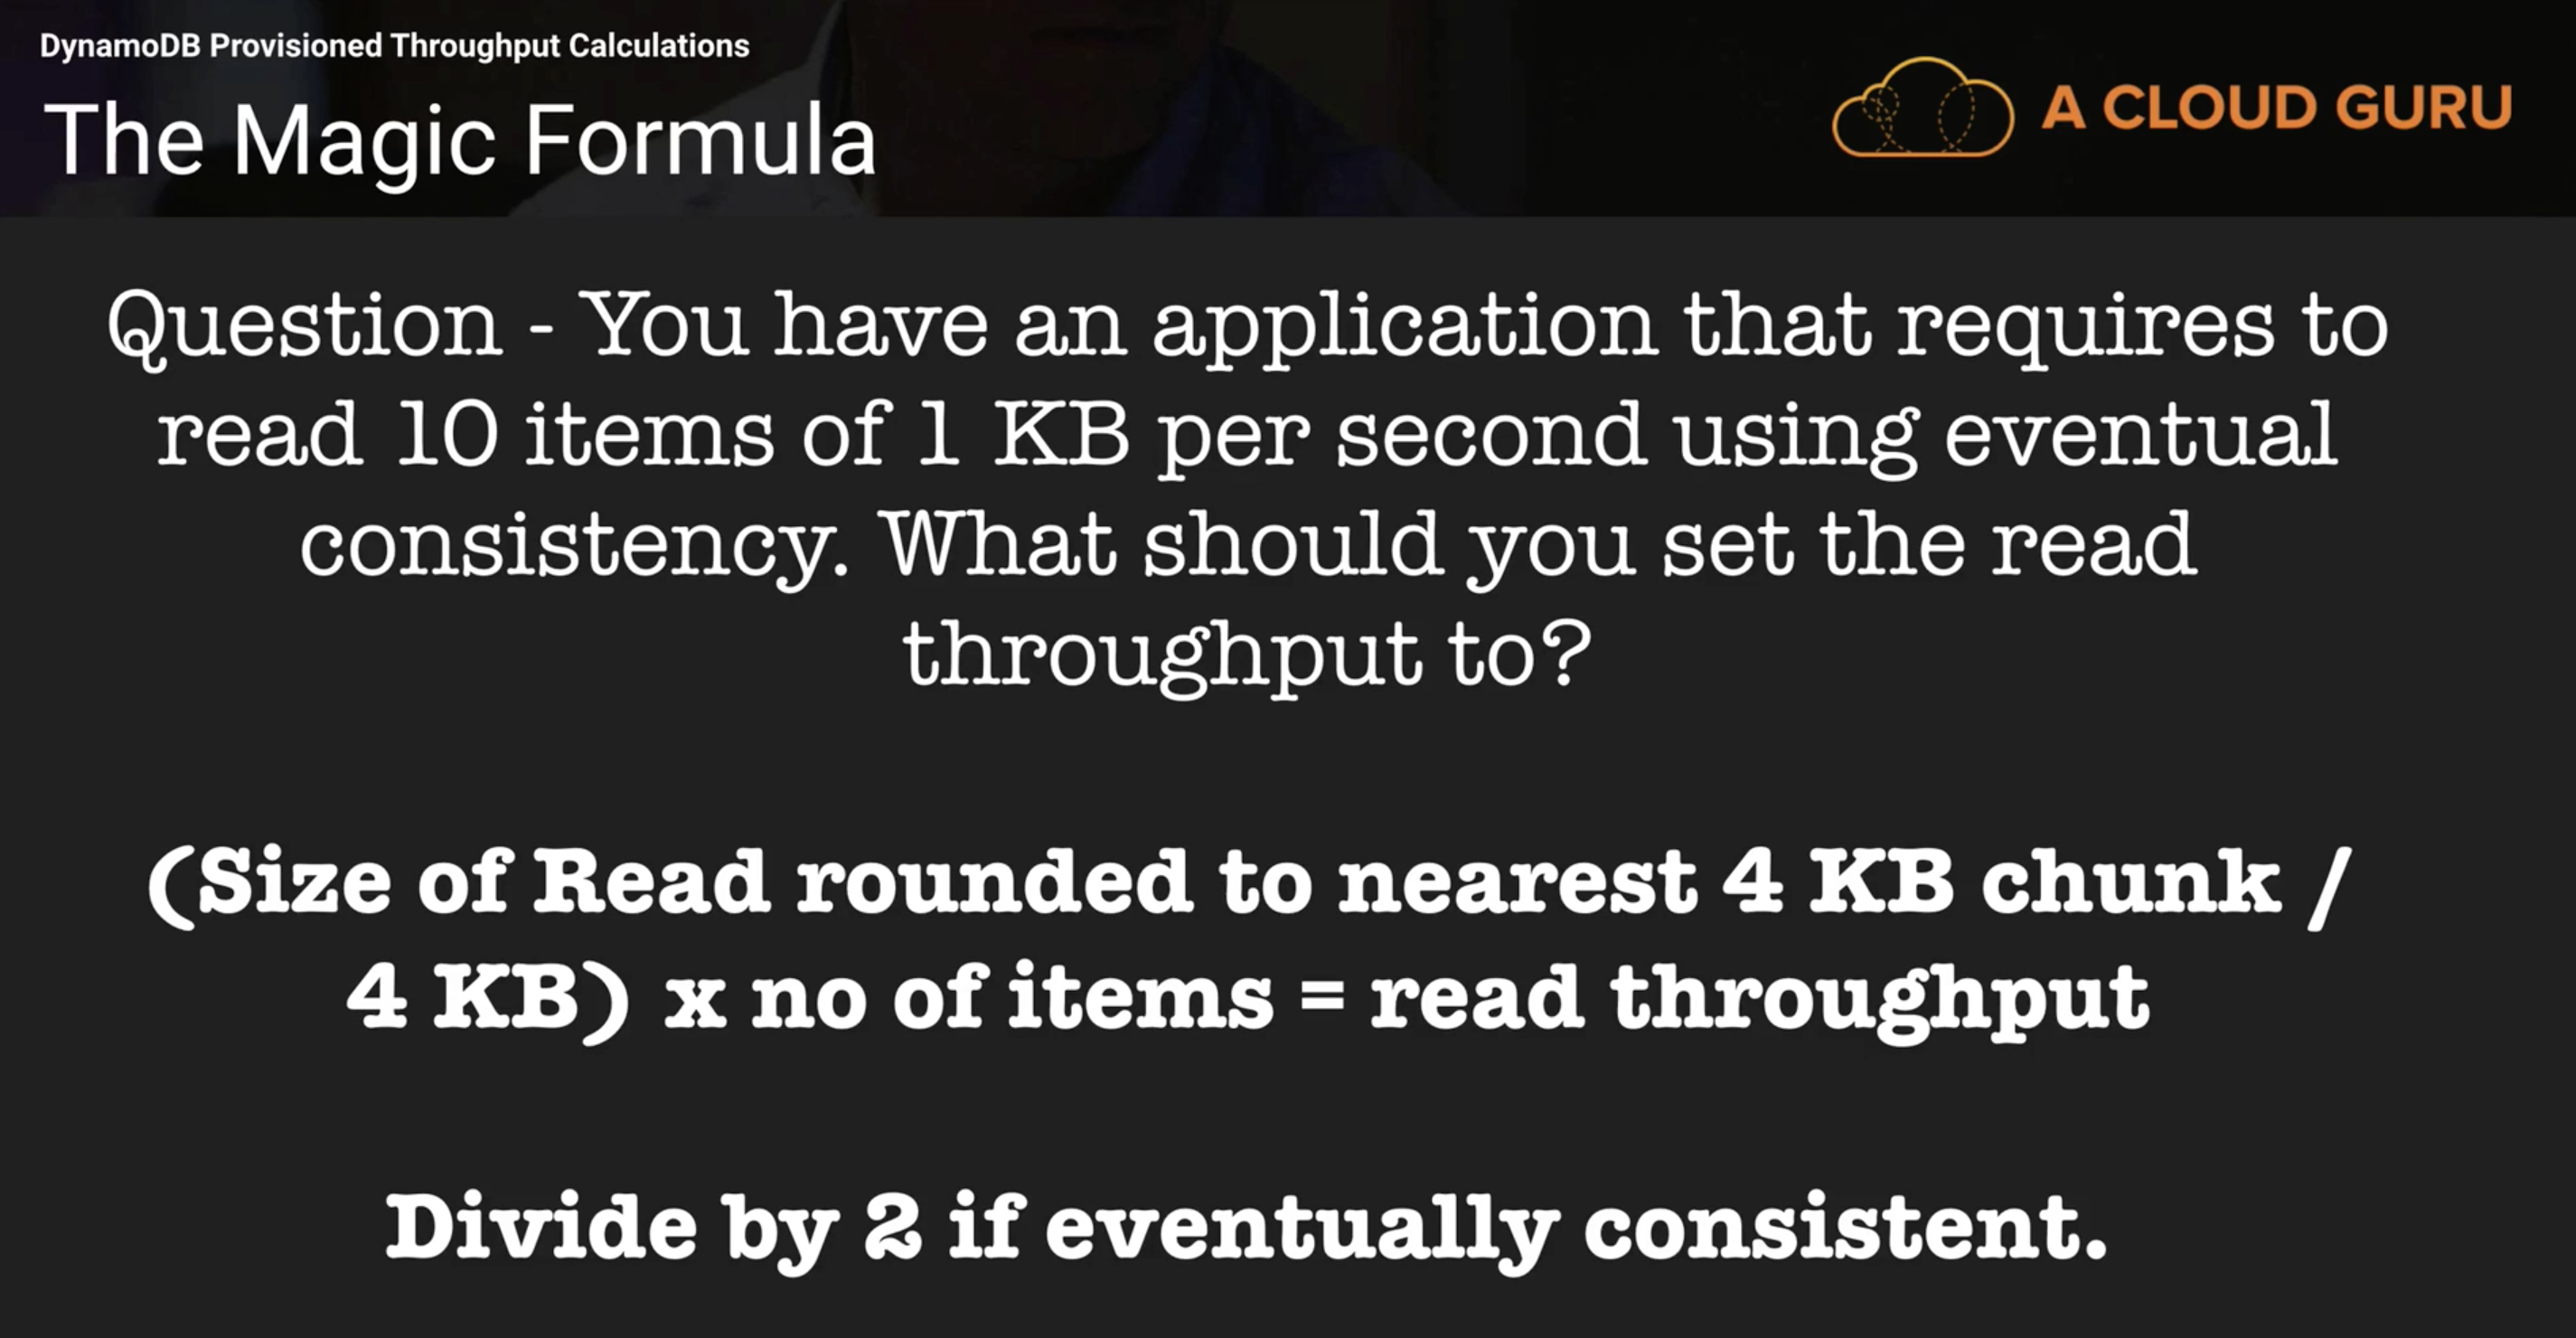 DynamoDB Provisioned Throughput Calculations
The Magic Formula
A CLOUD GURU
Question - You have an application that requires to
read 10 items of 1 KB per second using eventual
consistency. What should you set the read
throughput to?
(Size of Read rounded to nearest 4 KB chunk /
4 KB) x no of items = read throughput
Divide by 2 if eventually consistent.